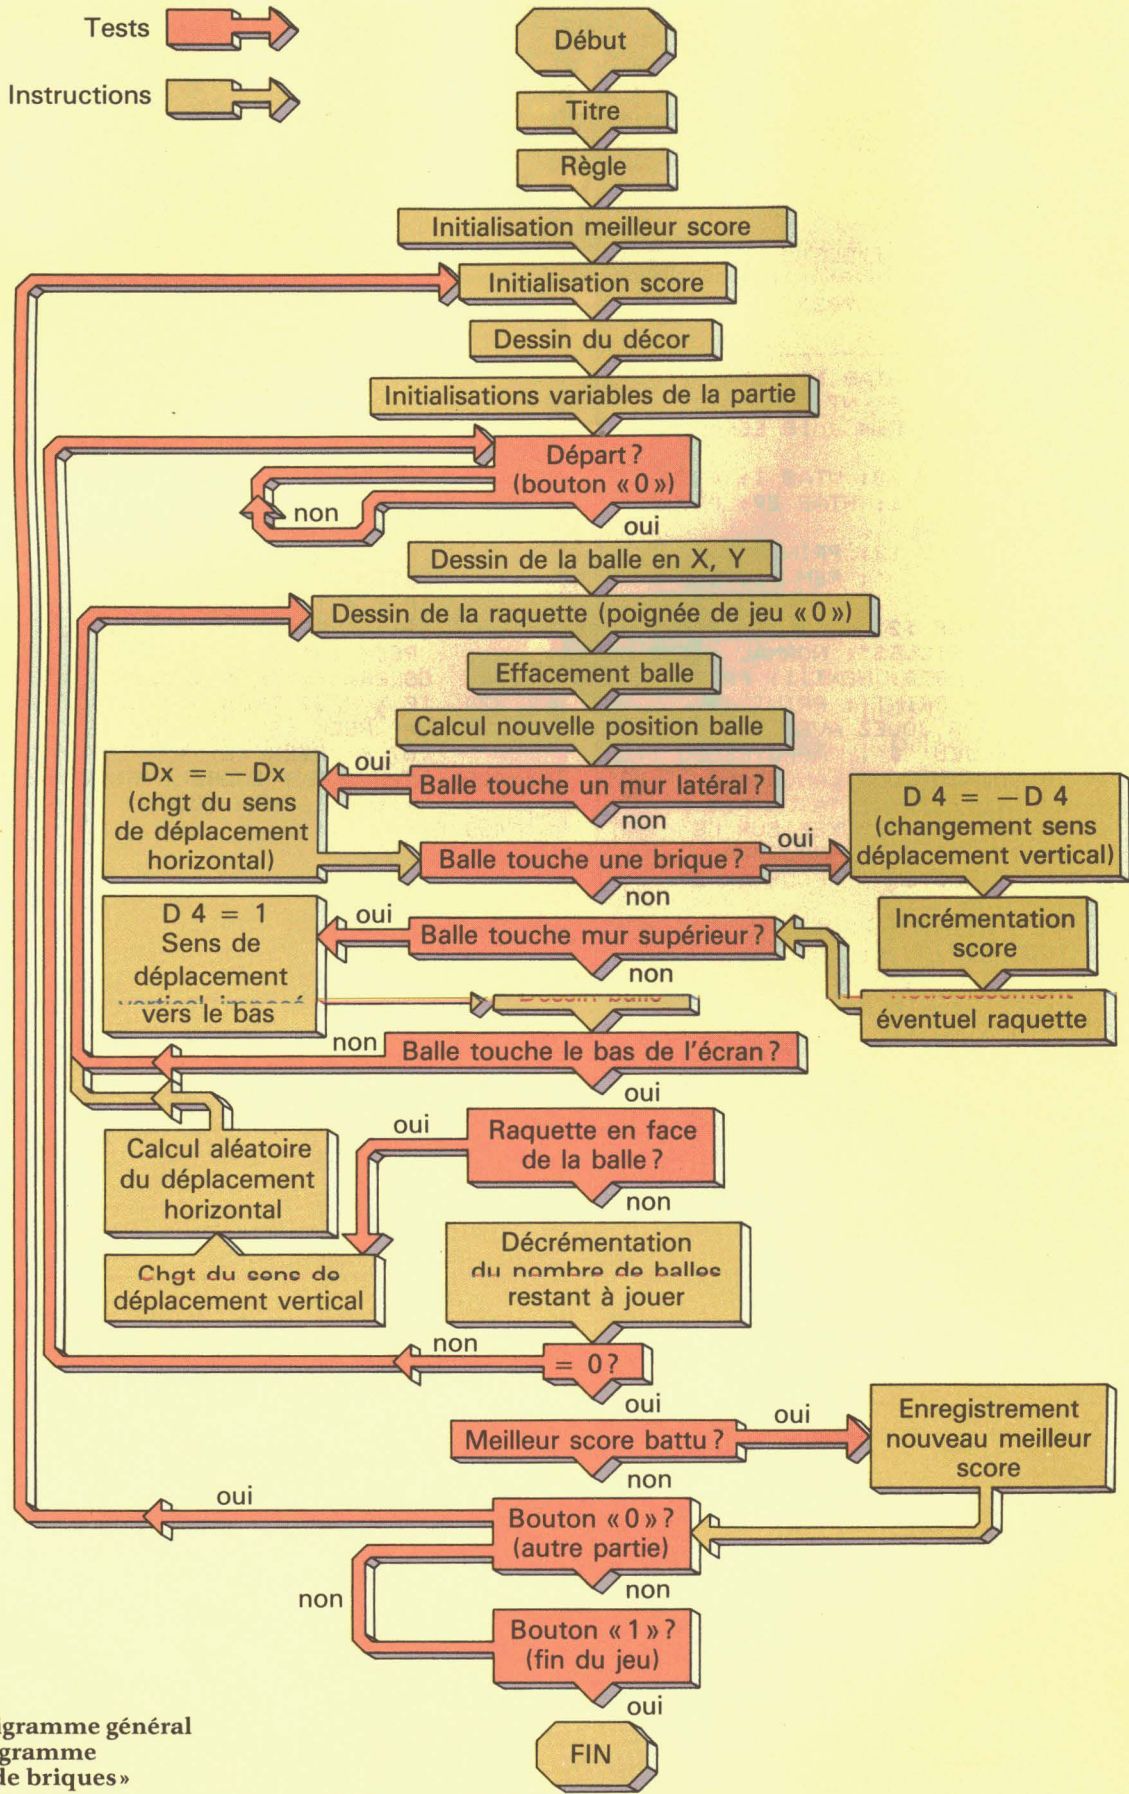 Tests
Instructions
Début
Titre
Règle
Initialisation meilleur score
Initialisation score
Dessin du décor
Initialisations variables de la partie
Départ ?
(bouton « 0 »)
non
oui
Dessin de la balle en X, Y
Dessin de la raquette (poignée de jeu « 0 »)
Effacement balle
Calcul nouvelle position balle
Balle touche un mur latéral ?
oui
non
Dx = – Dx
(chgt du sens
de déplacement
horizontal)
Balle touche une brique ?
oui
non
D 4 = – D 4
(changement sens
déplacement vertical)
Incrémentation
score
Rétrécissement
éventuel raquette
Balle touche mur supérieur ?
oui
non
D 4 = 1
Sens de
déplacement
vertical imposé
vers le bas
Dessin balle
Balle touche le bas de l'écran ?
non
oui
Raquette en face
de la balle ?
oui
non
Calcul aléatoire
du déplacement
horizontal
Chgt du sens de
déplacement vertical
Décrémentation
du nombre de balles
restant à jouer
= 0 ?
non
oui
Meilleur score battu ?
oui
non
Enregistrement
nouveau meilleur
score
Bouton « 0 » ?
(autre partie)
oui
non
Bouton « 1 » ?
(fin du jeu)
non
oui
FIN
igramme général
gramme
de briques»